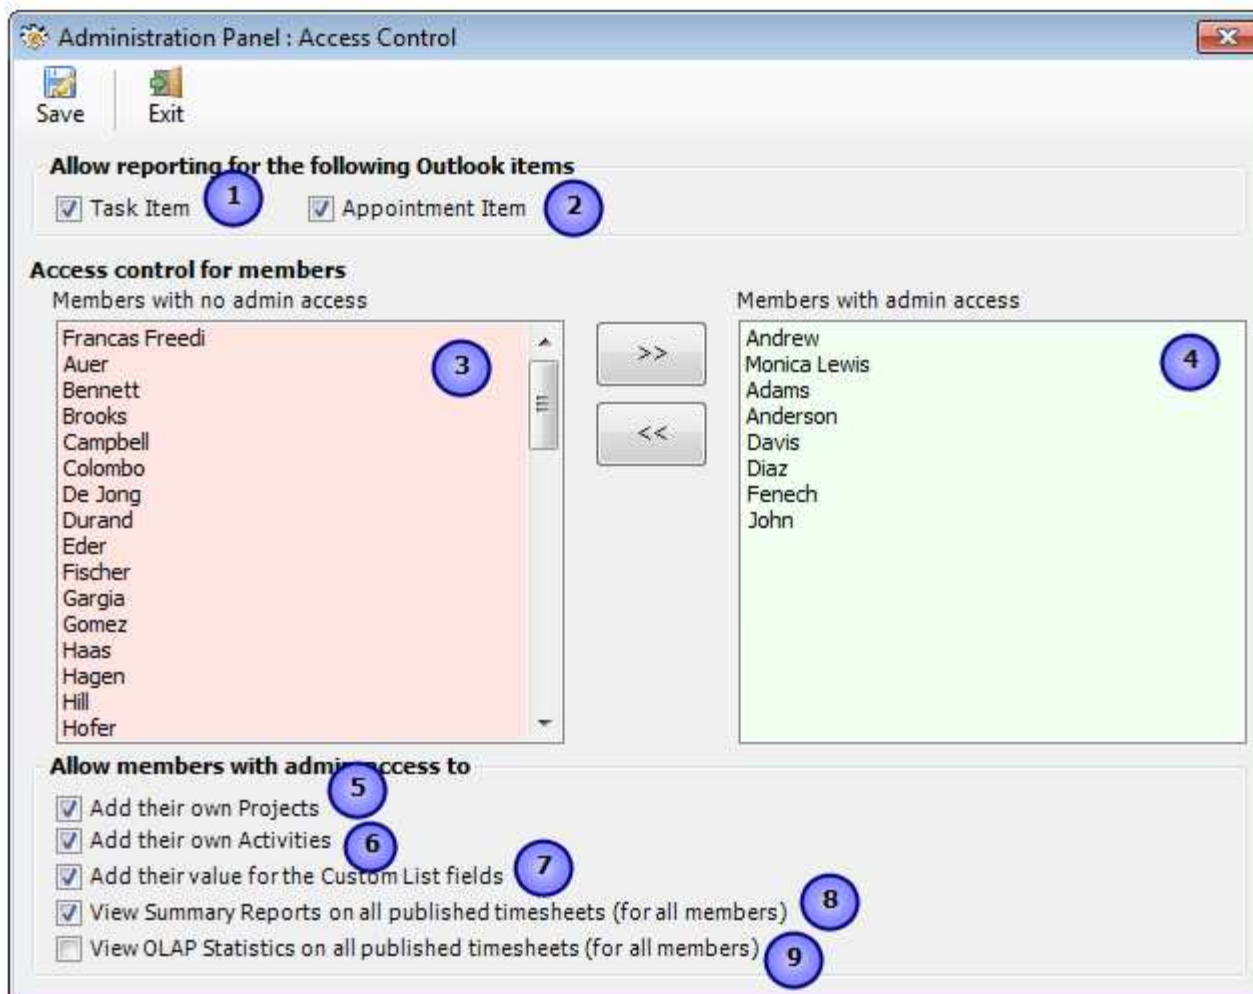 Administration Panel : Access Control
Save Exit
Allow reporting for the following Outlook items
Task Item 1 Appointment Item 2
Access control for members
Members with no admin access
Francas Freedi
Auer
Bennett
Brooks
Campbell
Colombo
De Jong
Durand
Eder
Fischer
Gargia
Gomez
Haas
Hagen
Hill
Hofer
3
>>
<<
Members with admin access
Andrew
Monica Lewis
Adams
Anderson
Davis
Diaz
Fenech
John
4
Allow members with admin access to
Add their own Projects 5
Add their own Activities 6
Add their value for the Custom List fields 7
View Summary Reports on all published timesheets (for all members) 8
View OLAP Statistics on all published timesheets (for all members) 9